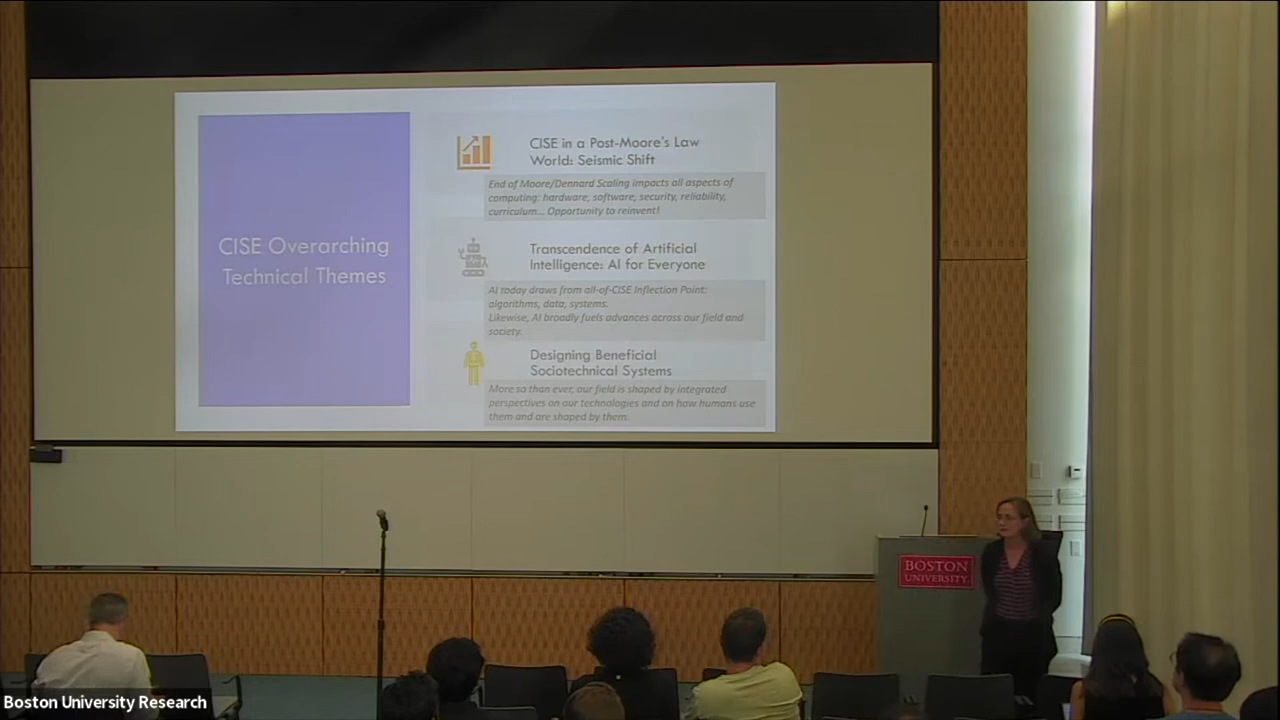 CISE Overarching
Technical Themes
CISE in a Post-Moore's Law
World: Seismic Shift
End of Moore/Dennard Scaling impacts all aspects of
computing: hardware, software, security, reliability,
curriculum... Opportunity to reinvent!
Transcendence of Artificial
Intelligence: AI for Everyone
AI today draws from all-of-CISE Inflection Point:
algorithms, data, systems.
Likewise, AI broadly fuels advances across our field and
society.
Designing Beneficial
Sociotechnical Systems
More so than ever, our field is shaped by integrated
perspectives on our technologies and on how humans use
them and are shaped by them.
BOSTON
UNIVERSITY
Boston University Research